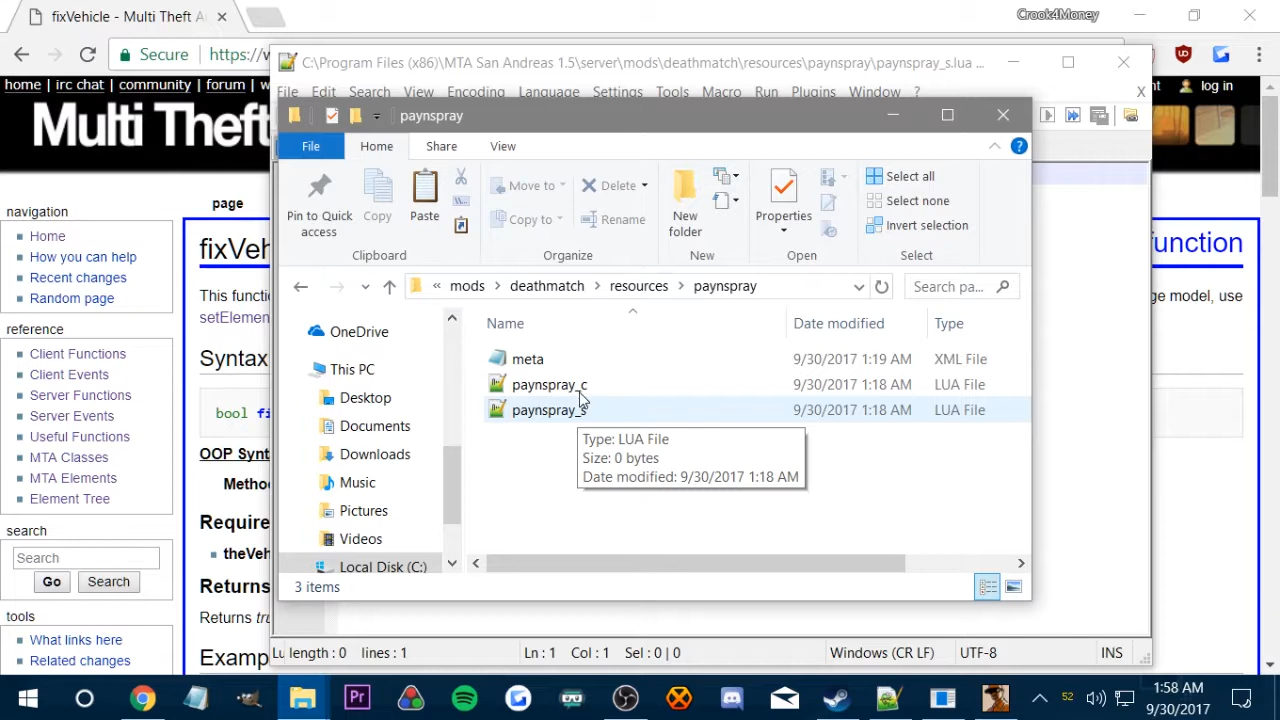 fixVehicle - Multi Theft A
Crook4Money
Secure
https://w
C:\Program Files (x86)\MTA San Andreas 1.5\server\mods\deathmatch\resources\paynspray\paynspray_s.lua ...
home | irc chat | community | forum | w
nt
log in
File Edit Search View Encoding Language Settings Tools Macro Run Plugins Window ?
X
Multi Theft
paynspray
File Home Share View
Pin to Quick access
Copy
Paste
Move to
Copy to
Delete
Rename
New folder
Properties
Select all
Select none
Invert selection
Clipboard
Organize
New
Open
Select
« mods > deathmatch > resources > paynspray
Search pa...
Name
Date modified
Type
OneDrive
This PC
Desktop
Documents
Downloads
Music
Pictures
Videos
Local Disk (C:)
meta 9/30/2017 1:19 AM XML File
paynspray_c 9/30/2017 1:18 AM LUA File
paynspray_s 9/30/2017 1:18 AM LUA File
Type: LUA File
Size: 0 bytes
Date modified: 9/30/2017 1:18 AM
3 items
navigation
Home
How you can help
Recent changes
Random page
reference
Client Functions
Client Events
Server Functions
Server Events
Useful Functions
MTA Classes
MTA Elements
Element Tree
search
Search
Go
Search
tools
What links here
Related changes
page
fixVeh
function
This funct
ge model, use
setElemen
Syntax
bool fi
OOP Synt
Metho
Require
theVeh
Returns
Returns tru
Examp
Lu length : 0 lines : 1
Ln : 1 Col : 1 Sel : 0 | 0
Windows (CR LF)
UTF-8
INS
52
1:58 AM
9/30/2017